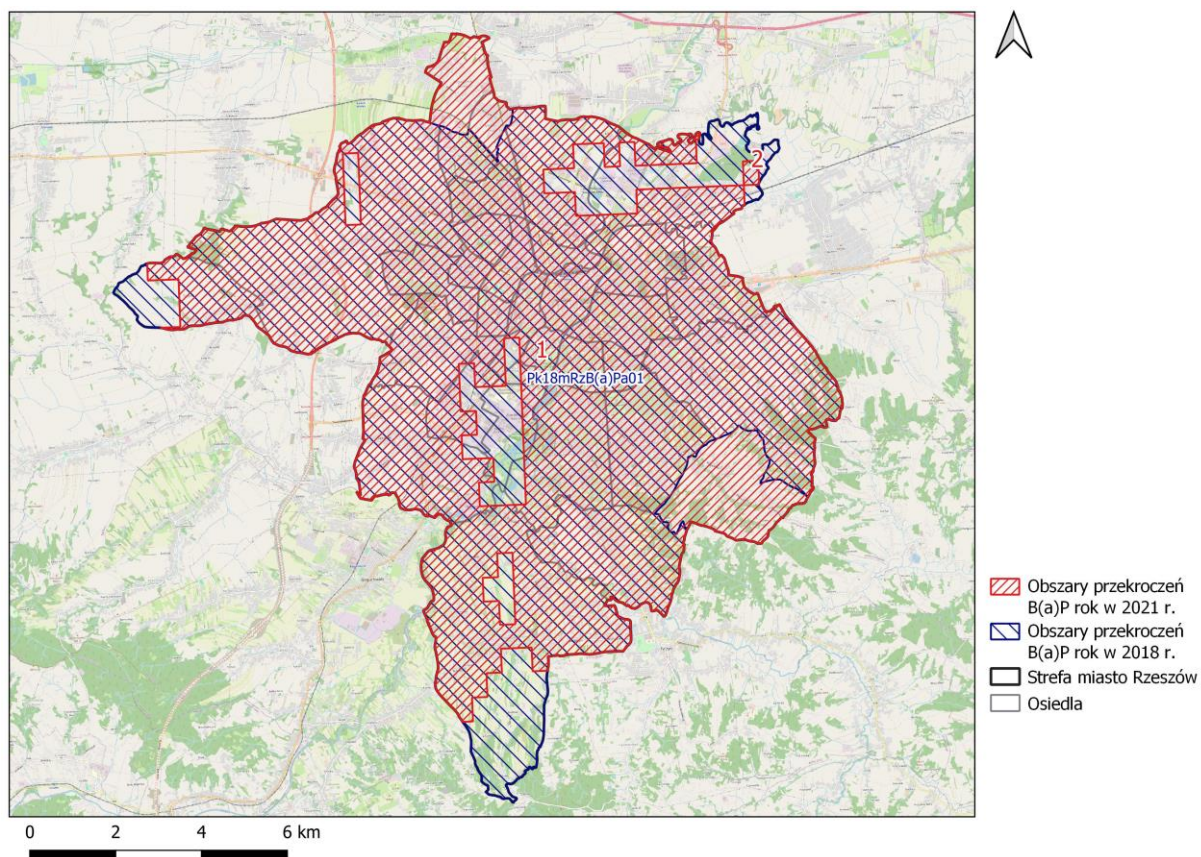 2
1
Pk18mRzB(a)Pa01
Obszary przekroczeń
B(a)P rok w 2021 r.
Obszary przekroczeń
B(a)P rok w 2018 r.
Strefa miasto Rzeszów
Osiedla
0 2 4 6 km